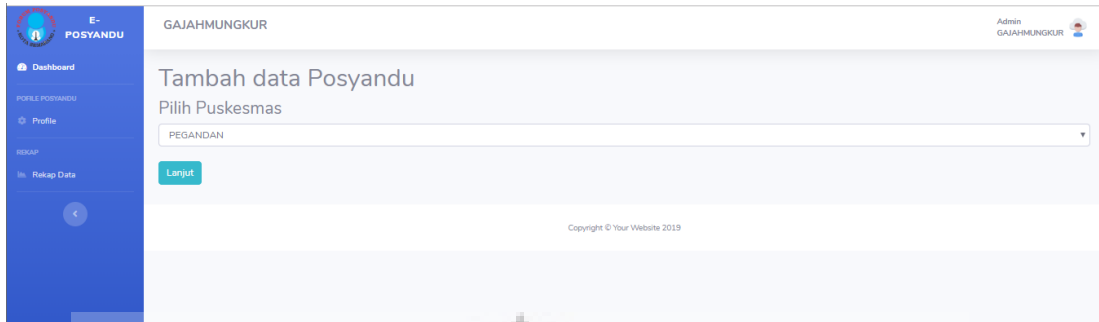 E-
POSYANDU
GAJAHMUNGKUR
Admin
GAJAHMUNGKUR
Dashboard
POFILE POSYANDU
Profile
REKAP
Rekap Data
Tambah data Posyandu
Pilih Puskesmas
PEGANDAN
Lanjut
Copyright © Your Website 2019